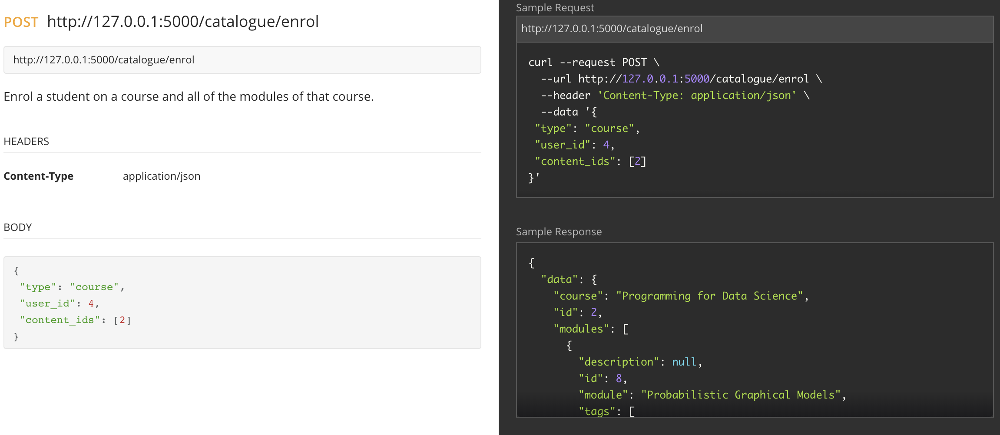 POST http://127.0.0.1:5000/catalogue/enrol
http://127.0.0.1:5000/catalogue/enrol
Enrol a student on a course and all of the modules of that course.
HEADERS
Content-Type application/json
BODY
{
"type": "course",
"user_id": 4,
"content_ids": [2]
}
Sample Request
http://127.0.0.1:5000/catalogue/enrol
curl --request POST \
--url http://127.0.0.1:5000/catalogue/enrol \
--header 'Content-Type: application/json' \
--data '{
"type": "course",
"user_id": 4,
"content_ids": [2]
}'
Sample Response
{
"data": {
"course": "Programming for Data Science",
"id": 2,
"modules": [
{
"description": null,
"id": 8,
"module": "Probabilistic Graphical Models",
"tags": [